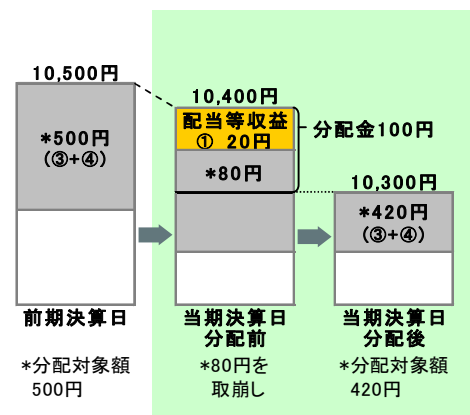 10,500円
*500円
(③+④)
前期決算日
*分配対象額
500円
10,400円
配当等収益
① 20円
*80円
分配金100円
当期決算日
分配前
*80円を
取崩し
10,300円
*420円
(③+④)
当期決算日
分配後
*分配対象額
420円